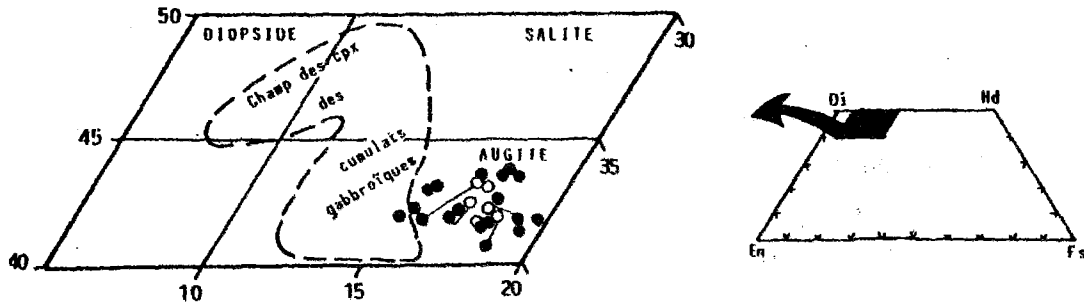 50
DIOPSIDE
SALITE
30
Champ des Cpx
des
cumulats
gabbroïques
45
AUGITE
35
40
10
15
20
Di
Hd
En
Fs